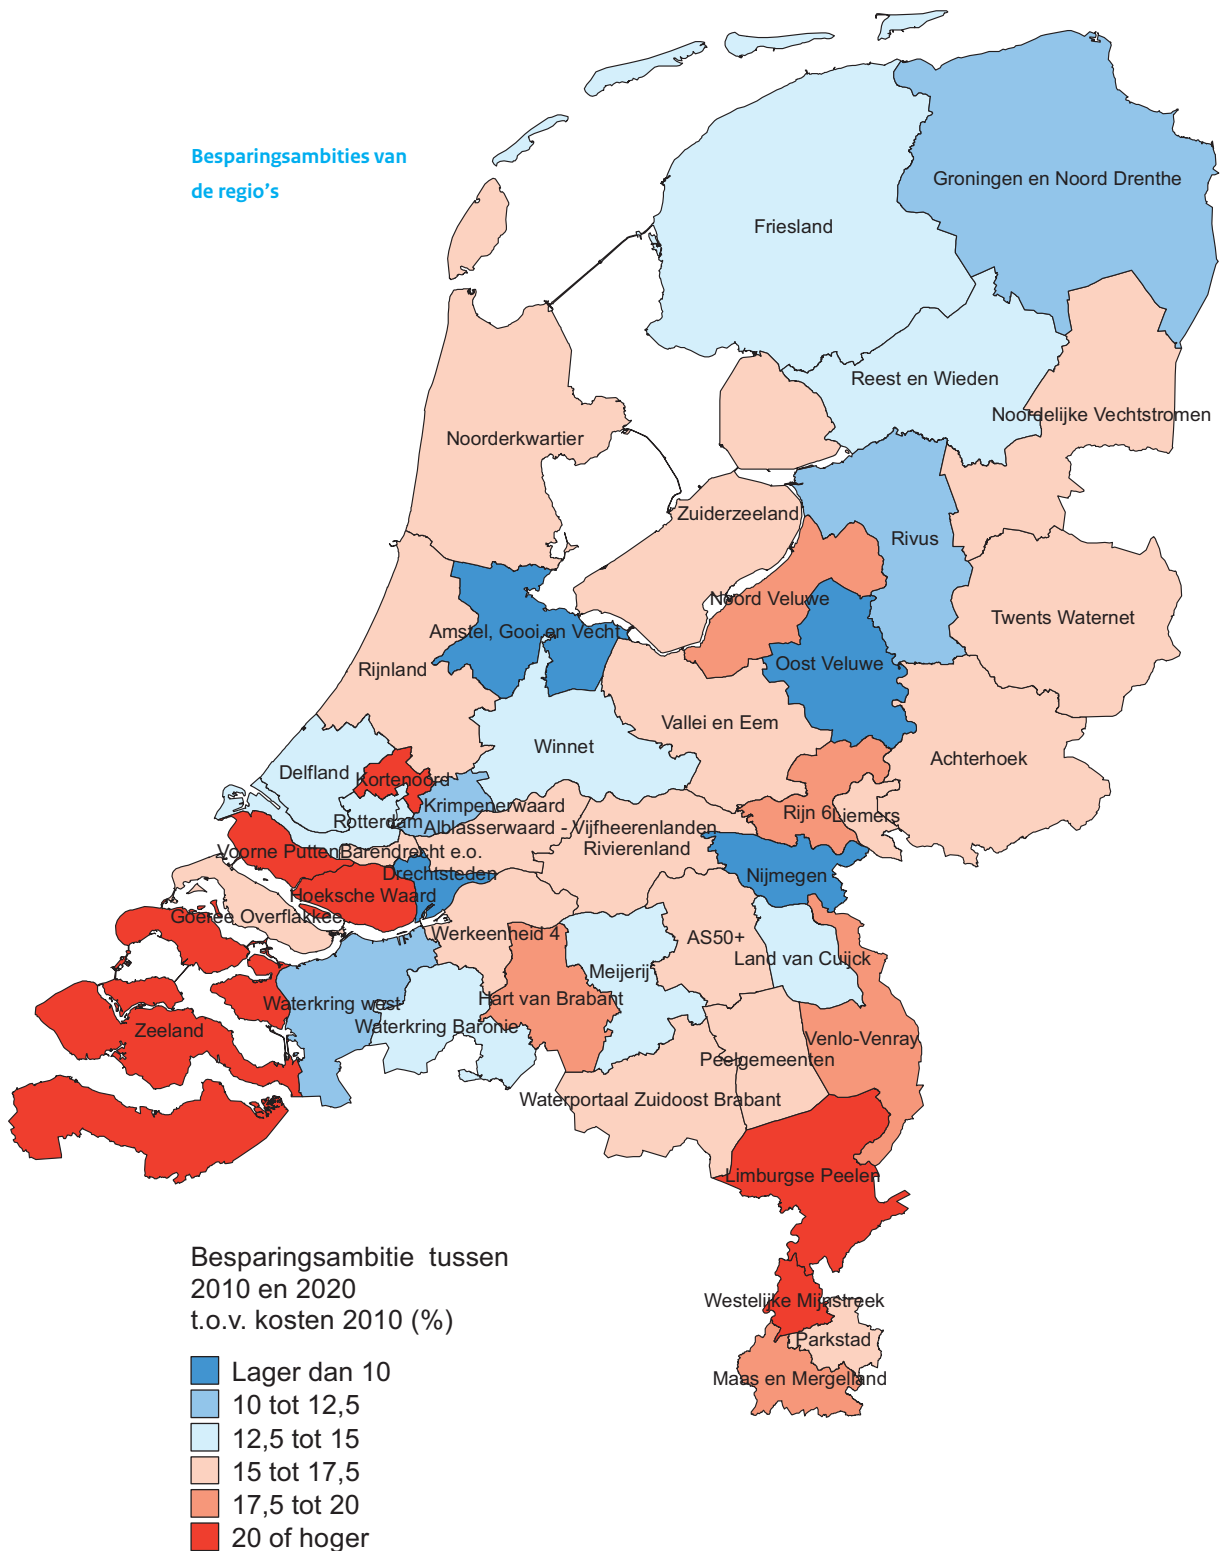 Besparingsambities van
de regio's
Groningen en Noord Drenthe
Friesland
Reest en Wieden
Noordelijke Vechtstromen
Noorderkwartier
Zuiderzeeland
Rivus
Noord Veluwe
Twents Waternet
Amstel, Gooi en Vecht
Oost Veluwe
Rijnland
Vallei en Eem
Winnet
Achterhoek
Delfland
Kortenoord
Krimpenerwaard
Rijn 6
Liemers
Rotterdam
Alblasserwaard - Vijfheerenlanden
Rivierenland
Voorne Putten
Barendrecht e.o.
Drechtsteden
Nijmegen
Hoeksche Waard
Goeree Overflakkee
Werkeenheid 4
AS50+
Land van Cuijck
Meijerij
Hart van Brabant
Waterkring west
Waterkring Baronie
Zeeland
Venlo-Venray
Peelgemeenten
Waterportaal Zuidoost Brabant
Limburgse Peelen
Westelijke Mijnstreek
Parkstad
Maas en Mergelland
Besparingsambitie tussen
2010 en 2020
t.o.v. kosten 2010 (%)
Lager dan 10
10 tot 12,5
12,5 tot 15
15 tot 17,5
17,5 tot 20
20 of hoger